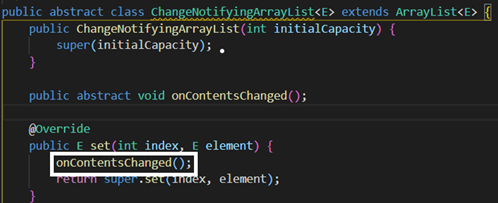 public abstract class ChangeNotifyingArrayList<E> extends ArrayList<E> {
public ChangeNotifyingArrayList(int initialCapacity) {
super(initialCapacity);
}
public abstract void onContentsChanged();
@Override
public E set(int index, E element) {
onContentsChanged();
return super.set(index, element);
}